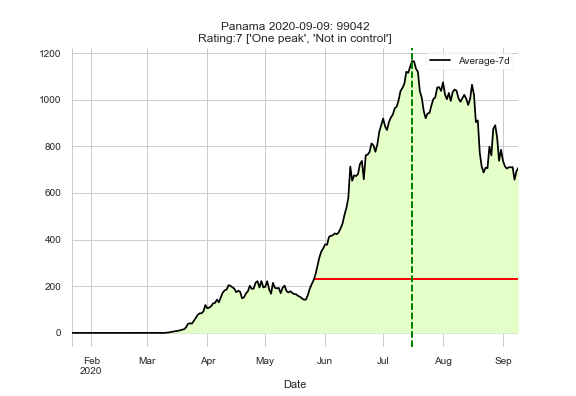 Panama 2020-09-09: 99042
Rating:7 ['One peak', 'Not in control']
Average-7d
1200
1000
800
600
400
200
0
Feb
2020
Mar
Apr
May
Jun
Jul
Aug
Sep
Date